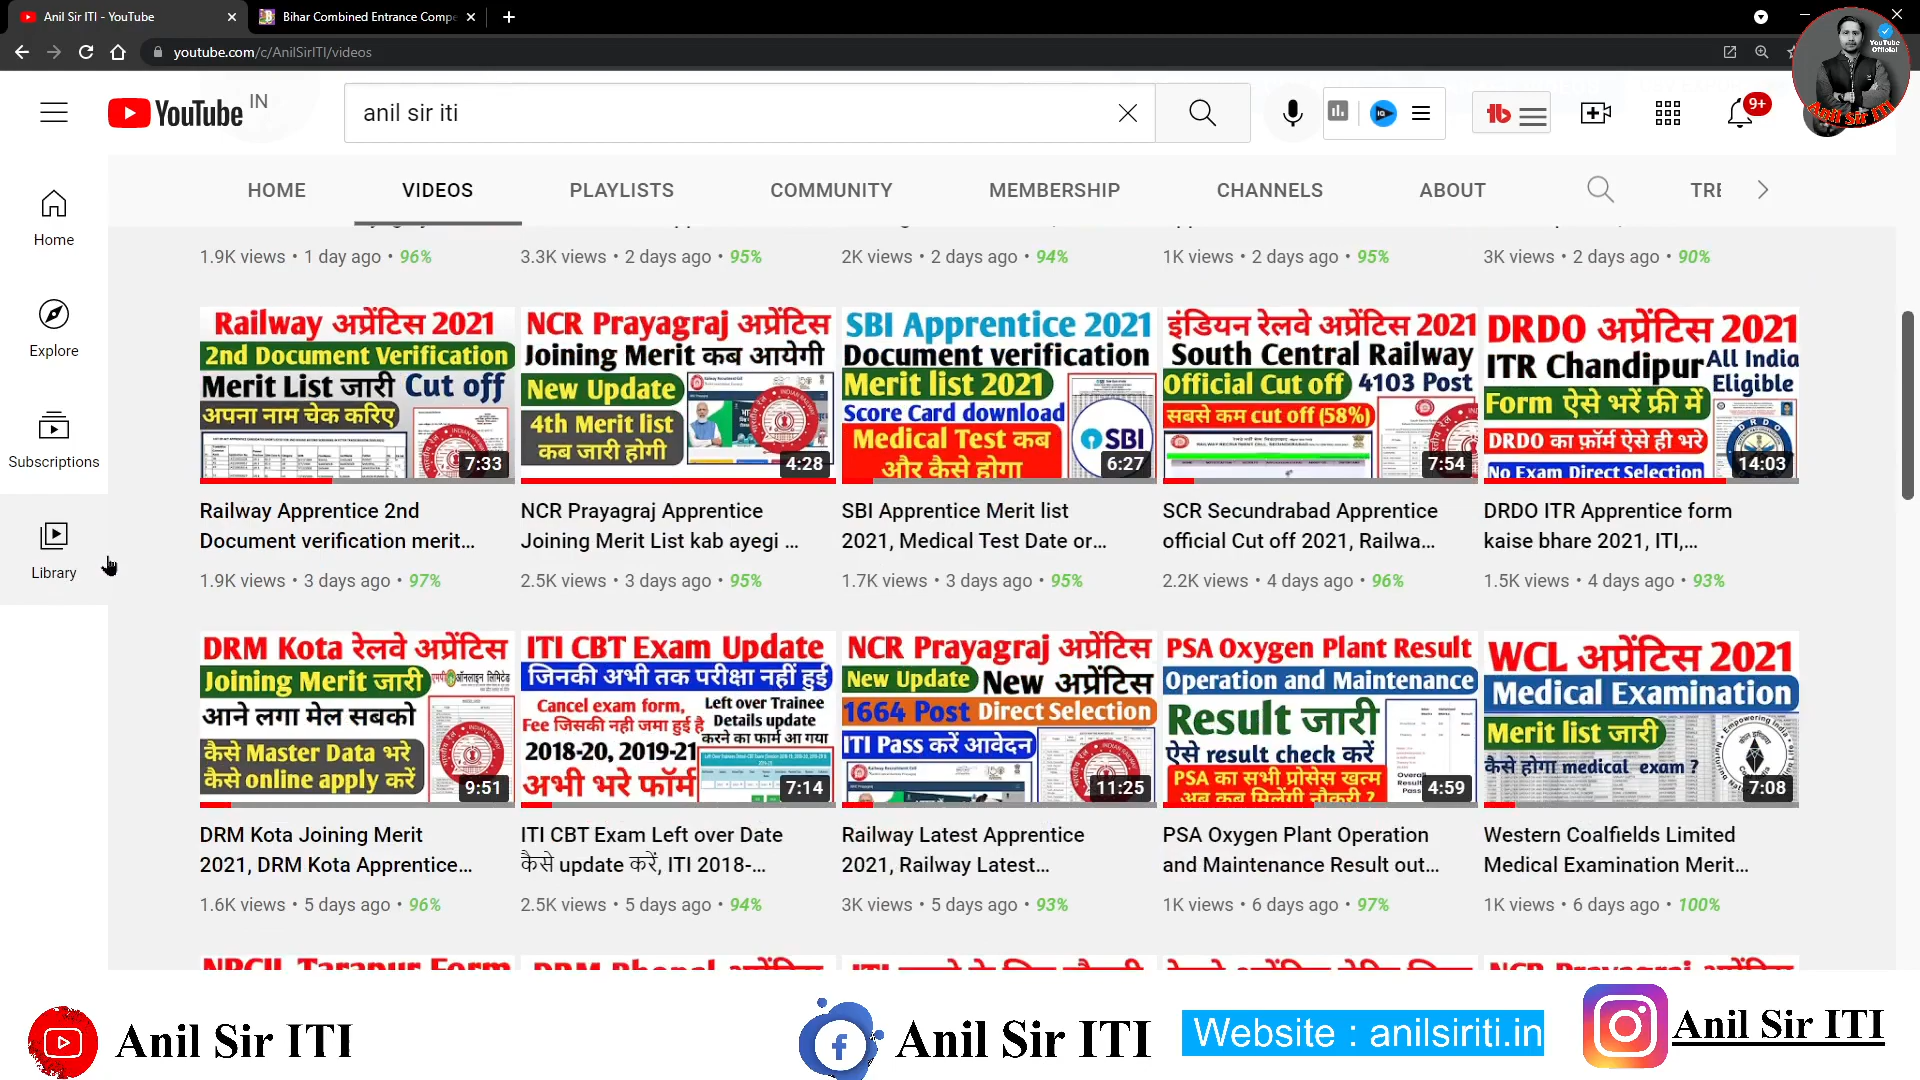 Anil Sir ITI - YouTube
Bihar Combined Entrance Compe
youtube.com/c/AnilSirITI/videos
YouTube IN
anil sir iti
9+
YouTube
Official
Anil Sir ITI
HOME VIDEOS PLAYLISTS COMMUNITY MEMBERSHIP CHANNELS ABOUT TRE
Home
Explore
Subscriptions
Library
1.9K views • 1 day ago • 96%
3.3K views • 2 days ago • 95%
2K views • 2 days ago • 94%
1K views • 2 days ago • 95%
3K views • 2 days ago • 90%
Railway अप्रेंटिस 2021
2nd Document Verification
Merit List जारी Cut off
अपना नाम चेक करिए
7:33
NCR Prayagraj अप्रेंटिस
Joining Merit कब आयेगी
New Update
4th Merit list
कब जारी होगी
4:28
SBI Apprentice 2021
Document verification
Merit list 2021
Score Card download
Medical Test कब
और कैसे होगा
SBI
6:27
इंडियन रेलवे अप्रेंटिस 2021
South Central Railway
Official Cut off 4103 Post
सबसे कम cut off (58%)
7:54
DRDO अप्रेंटिस 2021
ITR Chandipur All India
Eligible
Form ऐसे भरें फ्री में
DRDO का फ़ॉर्म ऐसे ही भरे
No Exam Direct Selection
14:03
Railway Apprentice 2nd
Document verification merit...
1.9K views • 3 days ago • 97%
NCR Prayagraj Apprentice
Joining Merit List kab ayegi ...
2.5K views • 3 days ago • 95%
SBI Apprentice Merit list
2021, Medical Test Date or...
1.7K views • 3 days ago • 95%
SCR Secundrabad Apprentice
official Cut off 2021, Railwa...
2.2K views • 4 days ago • 96%
DRDO ITR Apprentice form
kaise bhare 2021, ITI,...
1.5K views • 4 days ago • 93%
DRM Kota रेलवे अप्रेंटिस
Joining Merit जारी
आने लगा मेल सबको
कैसे Master Data भरे
कैसे online apply करें
9:51
ITI CBT Exam Update
जिनकी अभी तक परीक्षा नहीं हुई
Cancel exam form,
Fee जिसकी नही जमा हुई है
2018-20, 2019-21
अभी भरे फॉर्म
Left over Trainee
Details update
करने का फार्म आ गया
7:14
NCR Prayagraj अप्रेंटिस
New Update New अप्रेंटिस
1664 Post Direct Selection
ITI Pass करें आवेदन
11:25
PSA Oxygen Plant Result
Operation and Maintenance
Result जारी
ऐसे result check करें
PSA का सभी प्रोसेस खत्म
अब कब मिलेंगी नौकरी ?
4:59
WCL अप्रेंटिस 2021
Medical Examination
Merit list जारी
कैसे होगा medical exam ?
7:08
DRM Kota Joining Merit
2021, DRM Kota Apprentice...
1.6K views • 5 days ago • 96%
ITI CBT Exam Left over Date
कैसे update करें, ITI 2018-...
2.5K views • 5 days ago • 94%
Railway Latest Apprentice
2021, Railway Latest...
3K views • 5 days ago • 93%
PSA Oxygen Plant Operation
and Maintenance Result out...
1K views • 6 days ago • 97%
Western Coalfields Limited
Medical Examination Merit...
1K views • 6 days ago • 100%
NPCIL Tarapur Form
DRM Bhopal अप्रेंटिस
NCR Prayagraj अप्रेंटिस
Anil Sir ITI
Anil Sir ITI
Website : anilsiriti.in
Anil Sir ITI